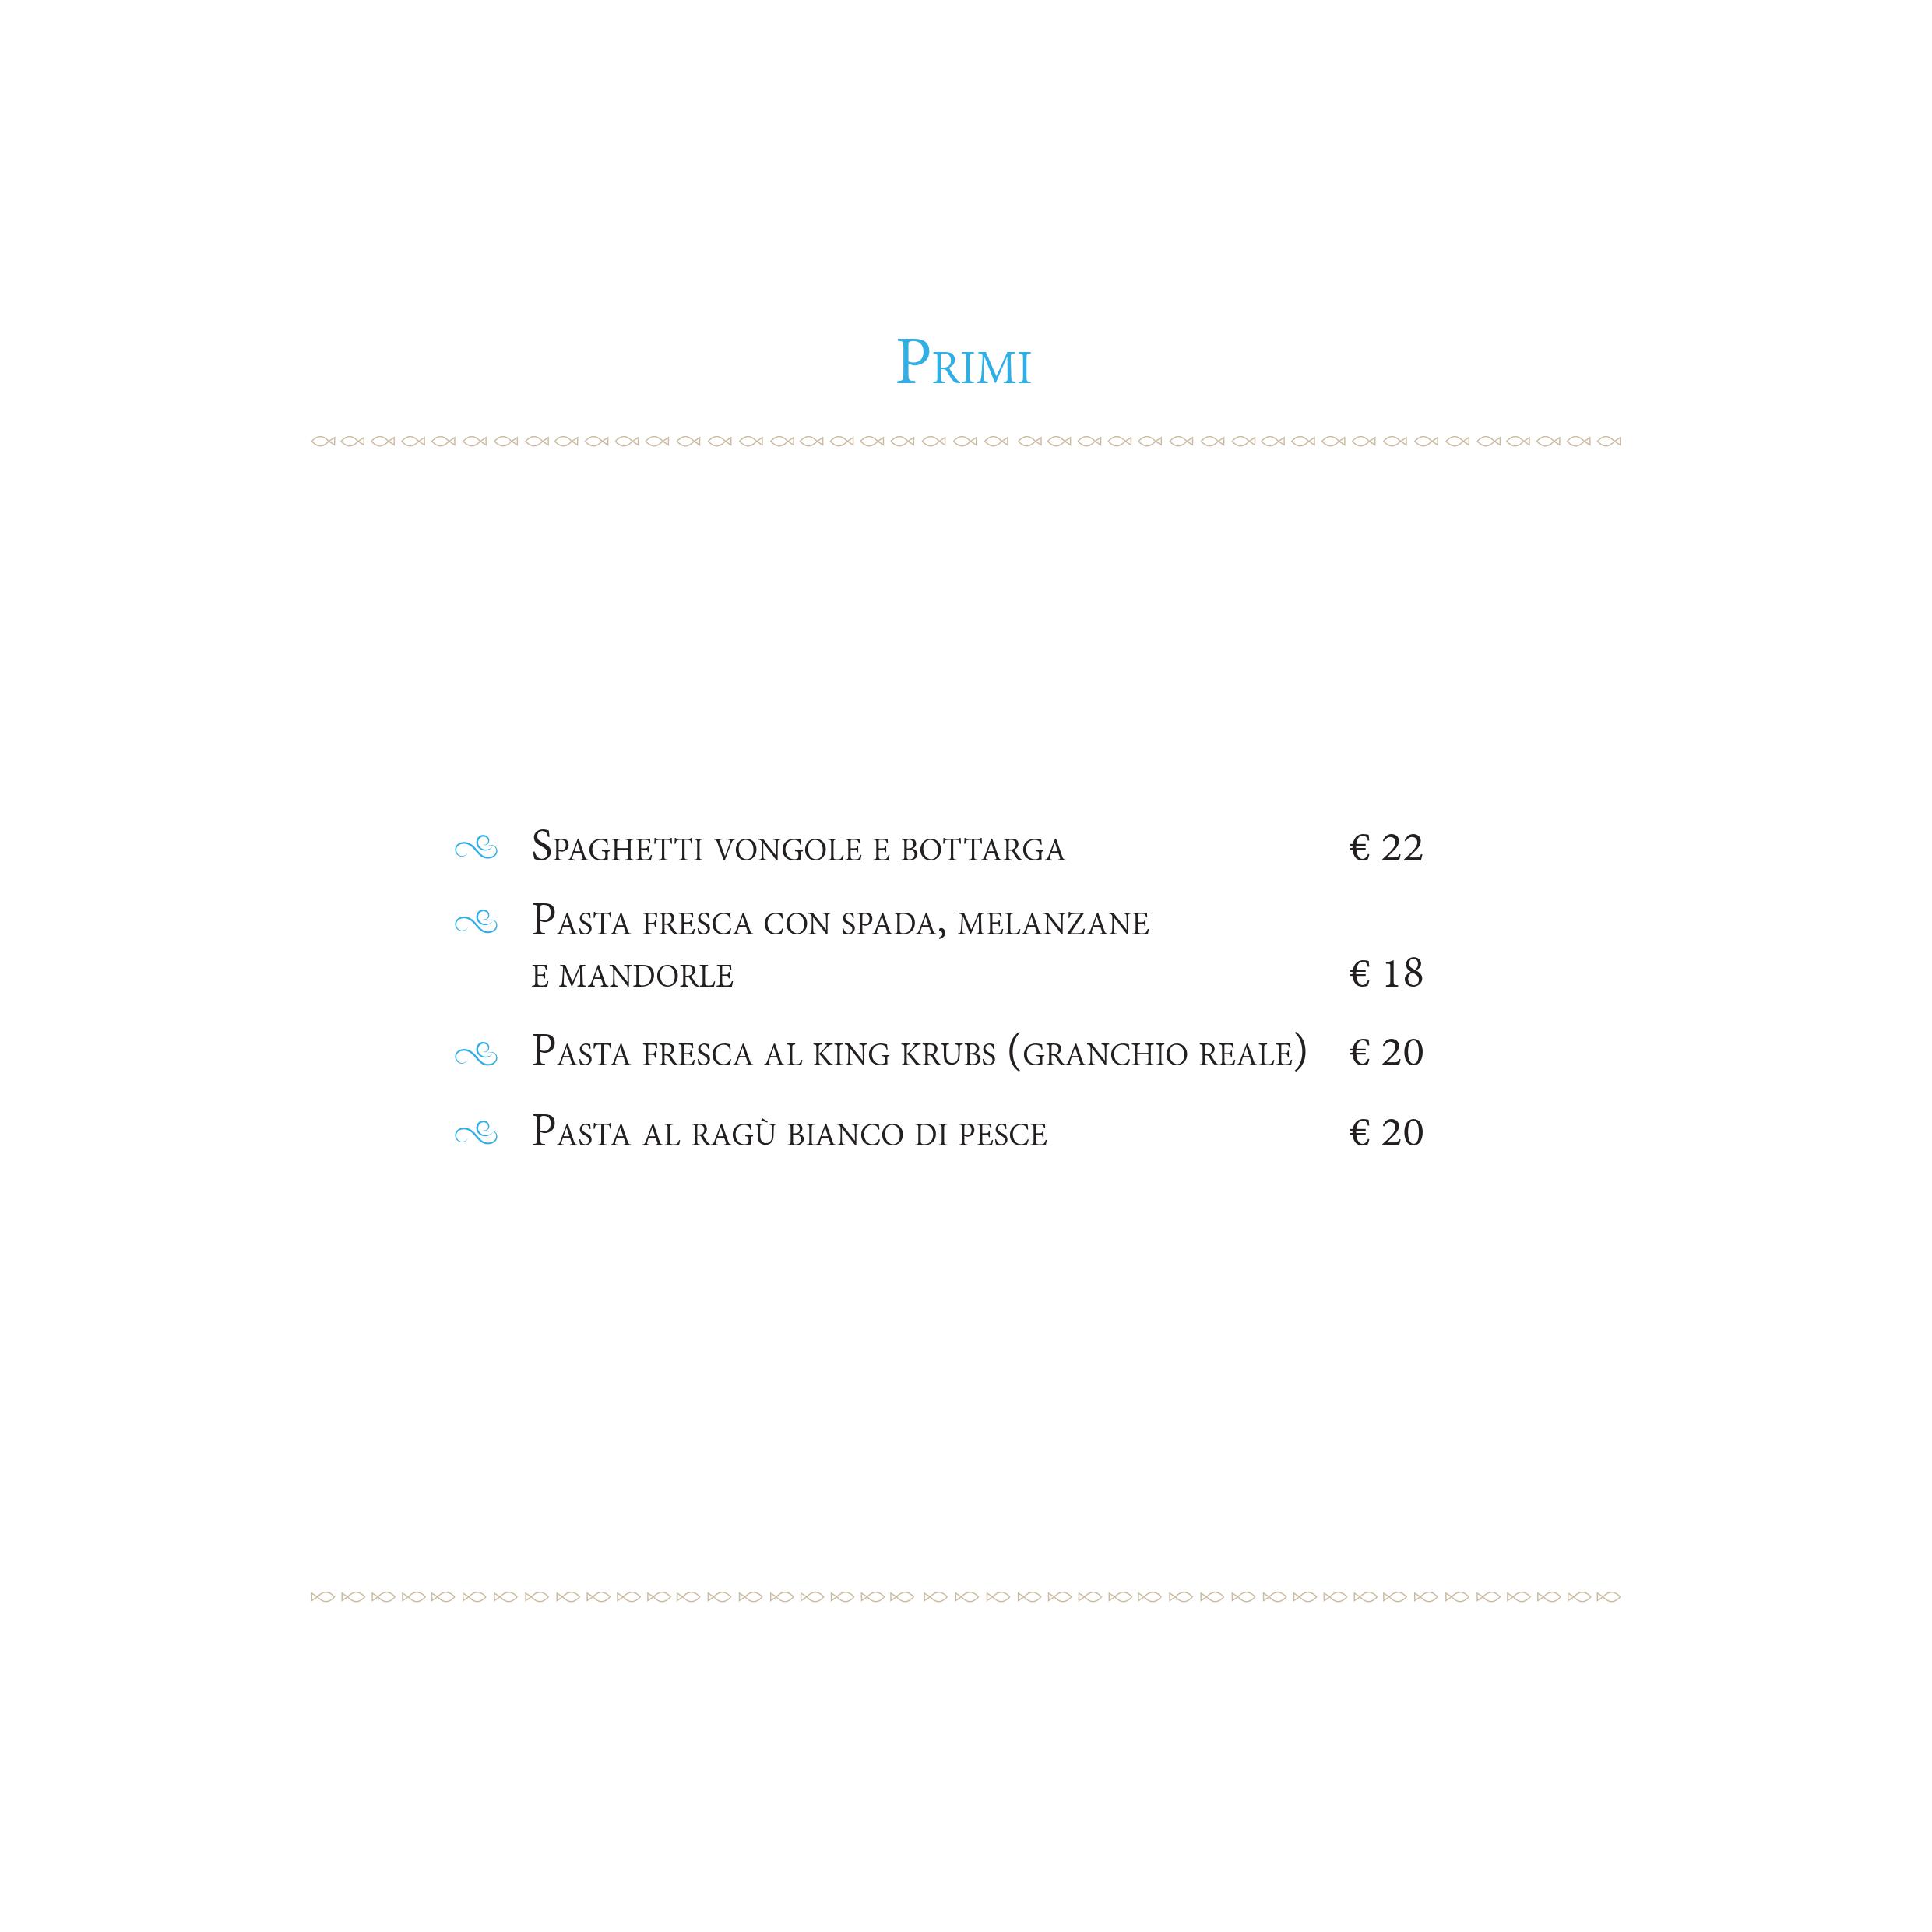 Primi
Spaghetti vongole e bottarga € 22
Pasta fresca con spada, melanzane
e mandorle € 18
Pasta fresca al king krubs (granchio reale) € 20
Pasta al ragù bianco di pesce € 20